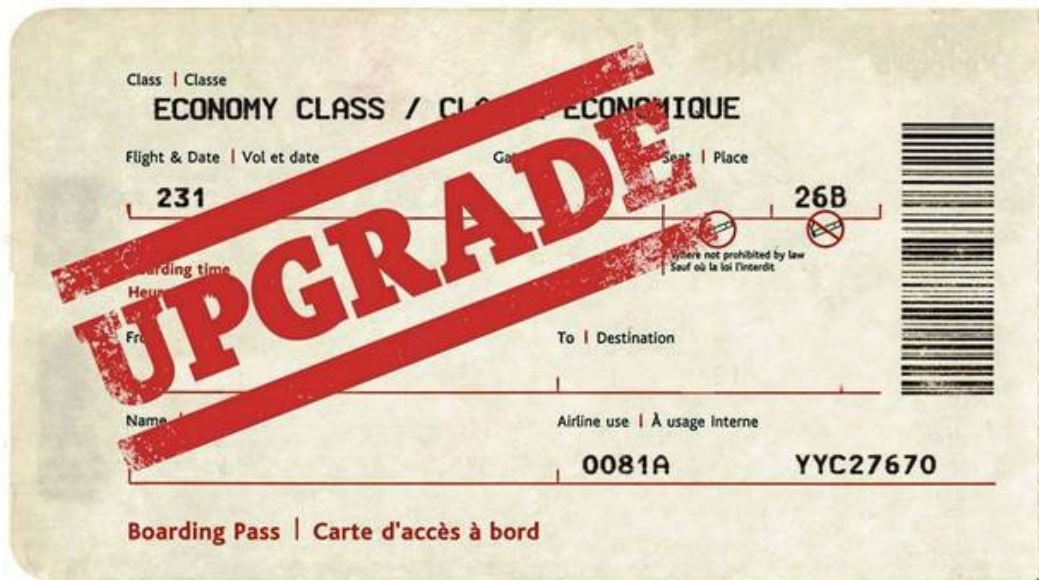 Class | Classe
ECONOMY CLASS / ECONOMIQUE
Flight & Date | Vol et date Seat | Place
231 26B
UPGRADE
where not prohibited by law
Sauf où la loi l'interdit
Boarding time
To | Destination
Name
Airline use | À usage interne
0081A YYC27670
Boarding Pass | Carte d'accès à bord